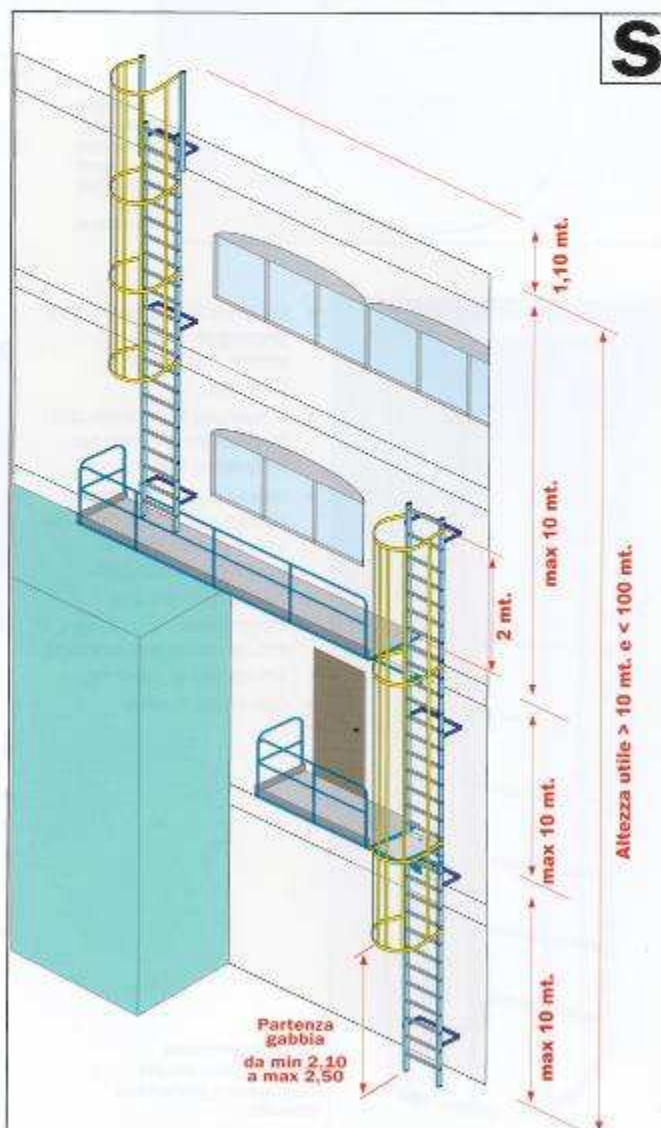 S
1,10 mt.
max 10 mt.
2 mt.
Altezza utile > 10 mt. e < 100 mt.
max 10 mt.
max 10 mt.
Partenza
gabbia
da min 2,10
a max 2,50